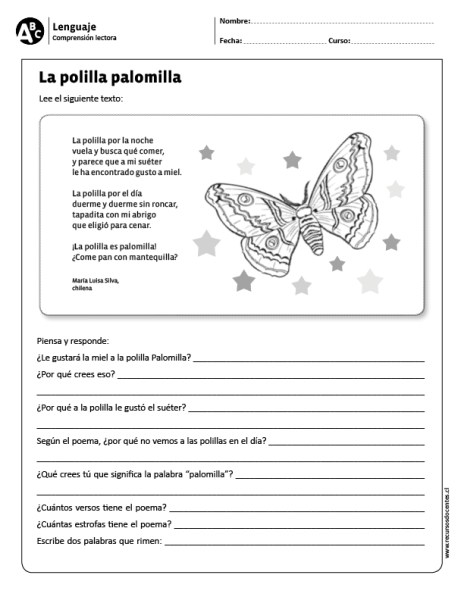 ABC
Lenguaje
Comprensión lectora
Nombre:
Fecha: Curso:
La polilla palomilla
Lee el siguiente texto:
La polilla por la noche
vuela y busca qué comer,
y parece que a mi suéter
le ha encontrado gusto a miel.
La polilla por el día
duerme y duerme sin roncar,
tapadita con mi abrigo
que eligió para cenar.
¡La polilla es palomilla!
¿Come pan con mantequilla?
María Luisa Silva,
chilena
Piensa y responde:
¿Le gustará la miel a la polilla Palomilla?
¿Por qué crees eso?
¿Por qué a la polilla le gustó el suéter?
Según el poema, ¿por qué no vemos a las polillas en el día?
¿Qué crees tú que significa la palabra “palomilla”?
¿Cuántos versos tiene el poema?
¿Cuántas estrofas tiene el poema?
Escribe dos palabras que rimen:
www.recursosdocentes.cl